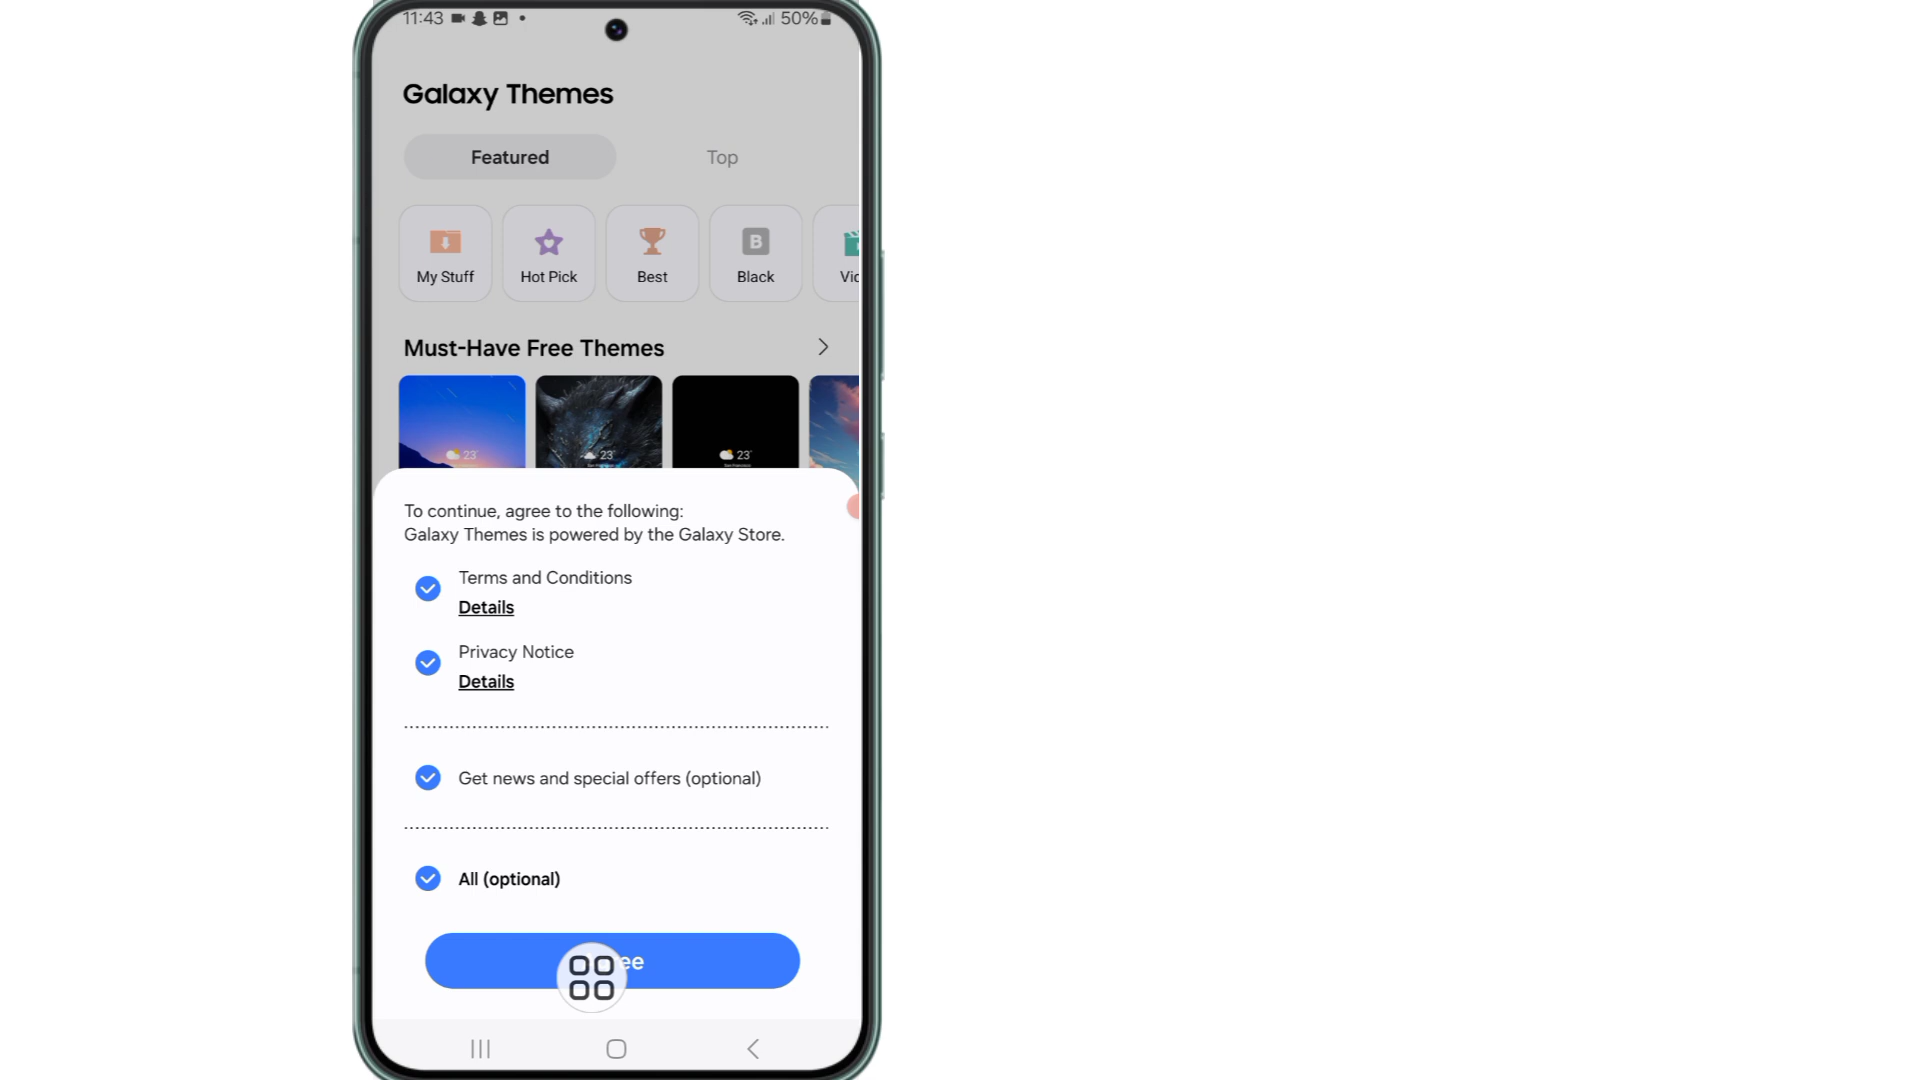 11:43
50%
Galaxy Themes
Featured
Top
My Stuff
Hot Pick
Best
B
Black
Vid
Must-Have Free Themes
23°
23°
23°
To continue, agree to the following:
Galaxy Themes is powered by the Galaxy Store.
Terms and Conditions
Details
Privacy Notice
Details
Get news and special offers (optional)
All (optional)
ee